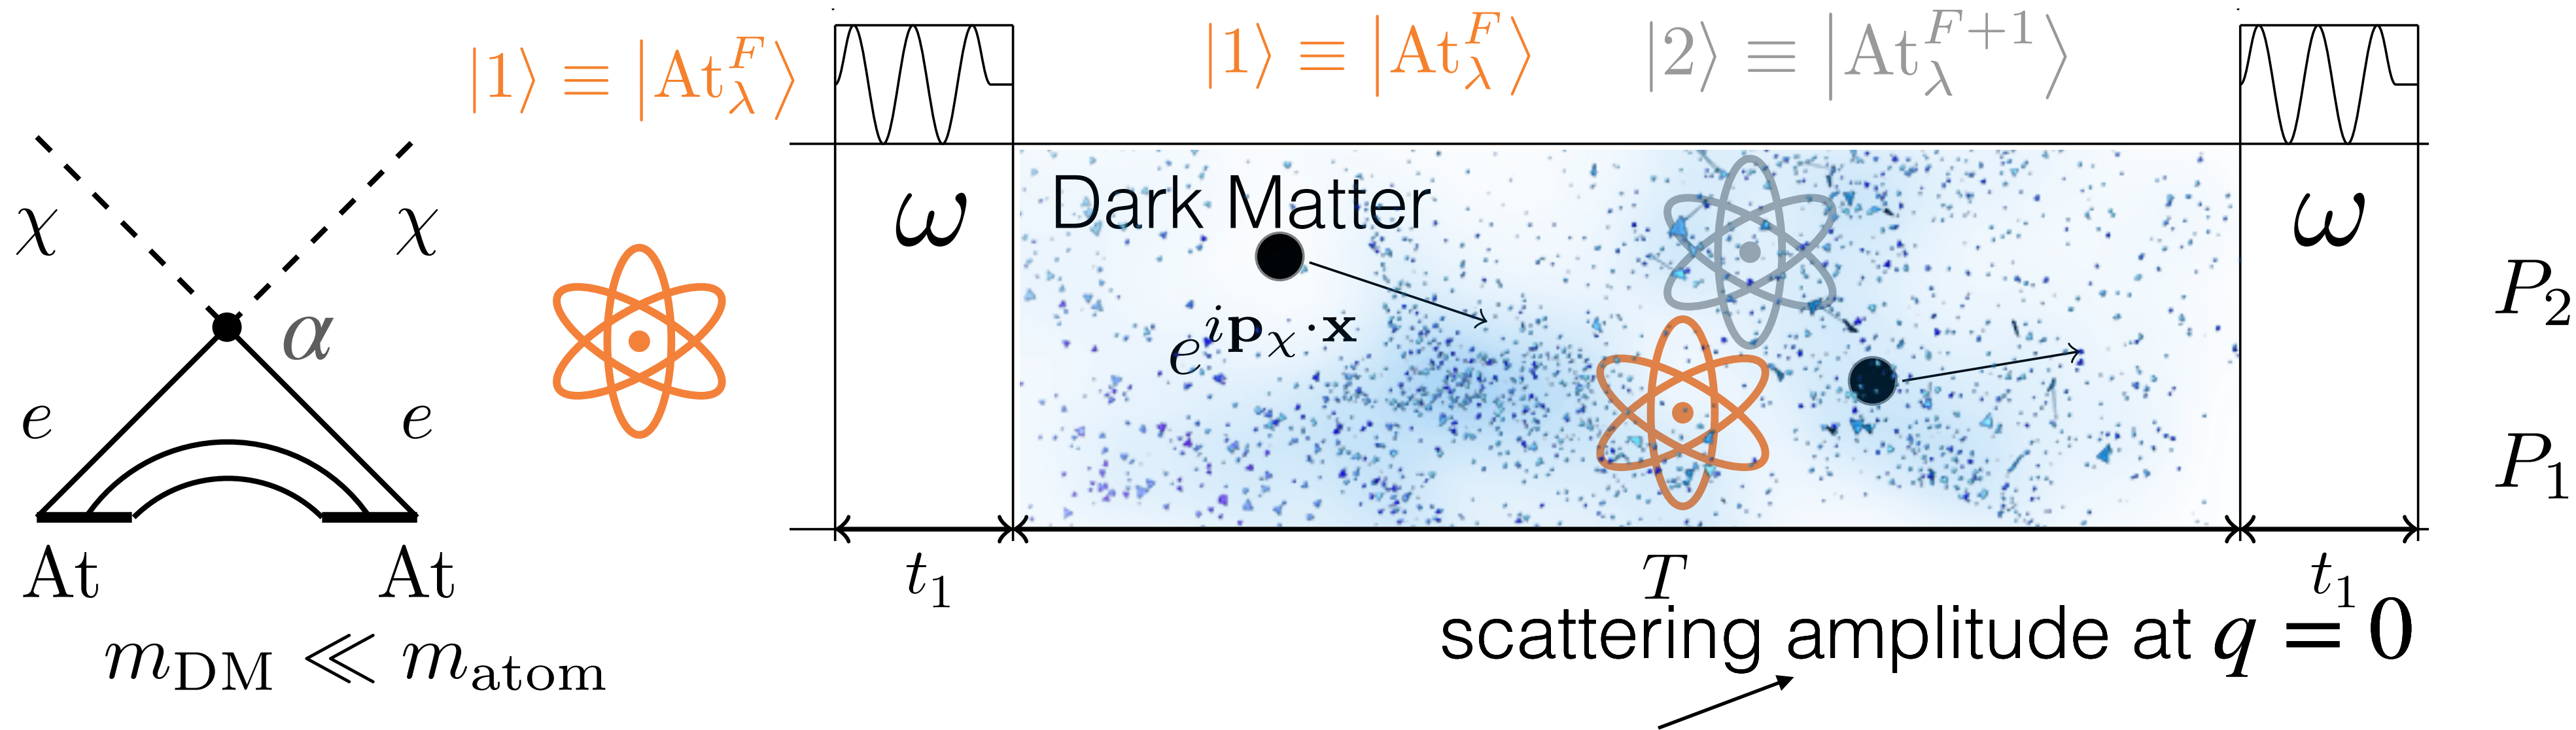 |1⟩ ≡ |At_λ^F⟩
|1⟩ ≡ |At_λ^F⟩
|2⟩ ≡ |At_λ^{F+1}⟩
χ
χ
α
e
e
At
At
m_DM ≪ m_atom
ω
Dark Matter
e^{i𝐩_χ·𝐱}
ω
P_2
P_1
t_1
T
t_1
scattering amplitude at q = 0